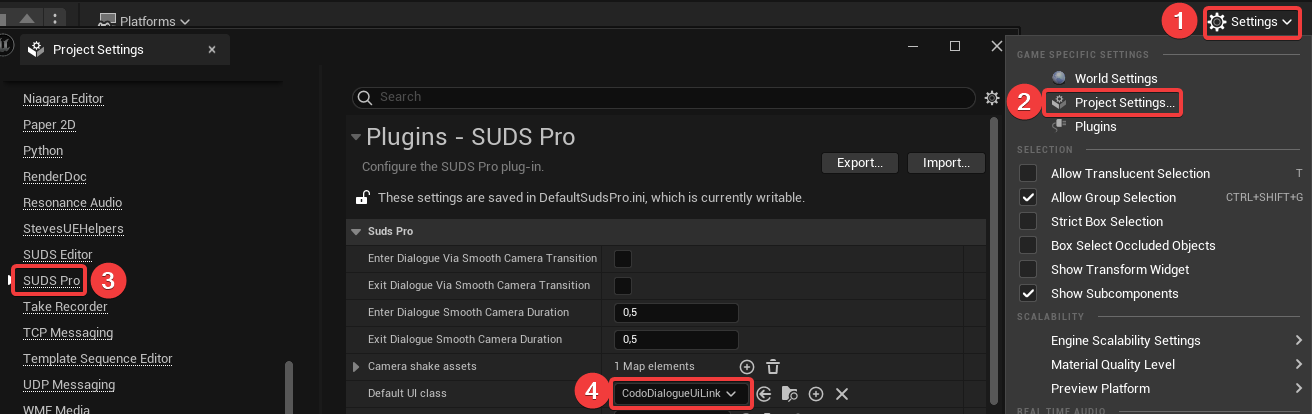 Platforms
1
Settings
Project Settings
GAME SPECIFIC SETTINGS
World Settings
2
Project Settings...
Plugins
SELECTION
Allow Translucent Selection T
Allow Group Selection CTRL+SHIFT+G
Strict Box Selection
Box Select Occluded Objects
Show Transform Widget
Show Subcomponents
SCALABILITY
Engine Scalability Settings
Material Quality Level
Preview Platform
REAL TIME AUDIO
Niagara Editor
Paper 2D
Python
RenderDoc
Resonance Audio
StevesUEHelpers
SUDS Editor
SUDS Pro
3
Take Recorder
TCP Messaging
Template Sequence Editor
UDP Messaging
WMF Media
Search
Plugins - SUDS Pro
Configure the SUDS Pro plug-in.
Export...
Import...
These settings are saved in DefaultSudsPro.ini, which is currently writable.
Suds Pro
Enter Dialogue Via Smooth Camera Transition
Exit Dialogue Via Smooth Camera Transition
Enter Dialogue Smooth Camera Duration 0,5
Exit Dialogue Smooth Camera Duration 0,5
Camera shake assets 1 Map elements
Default UI class
4
CodoDialogueUiLink